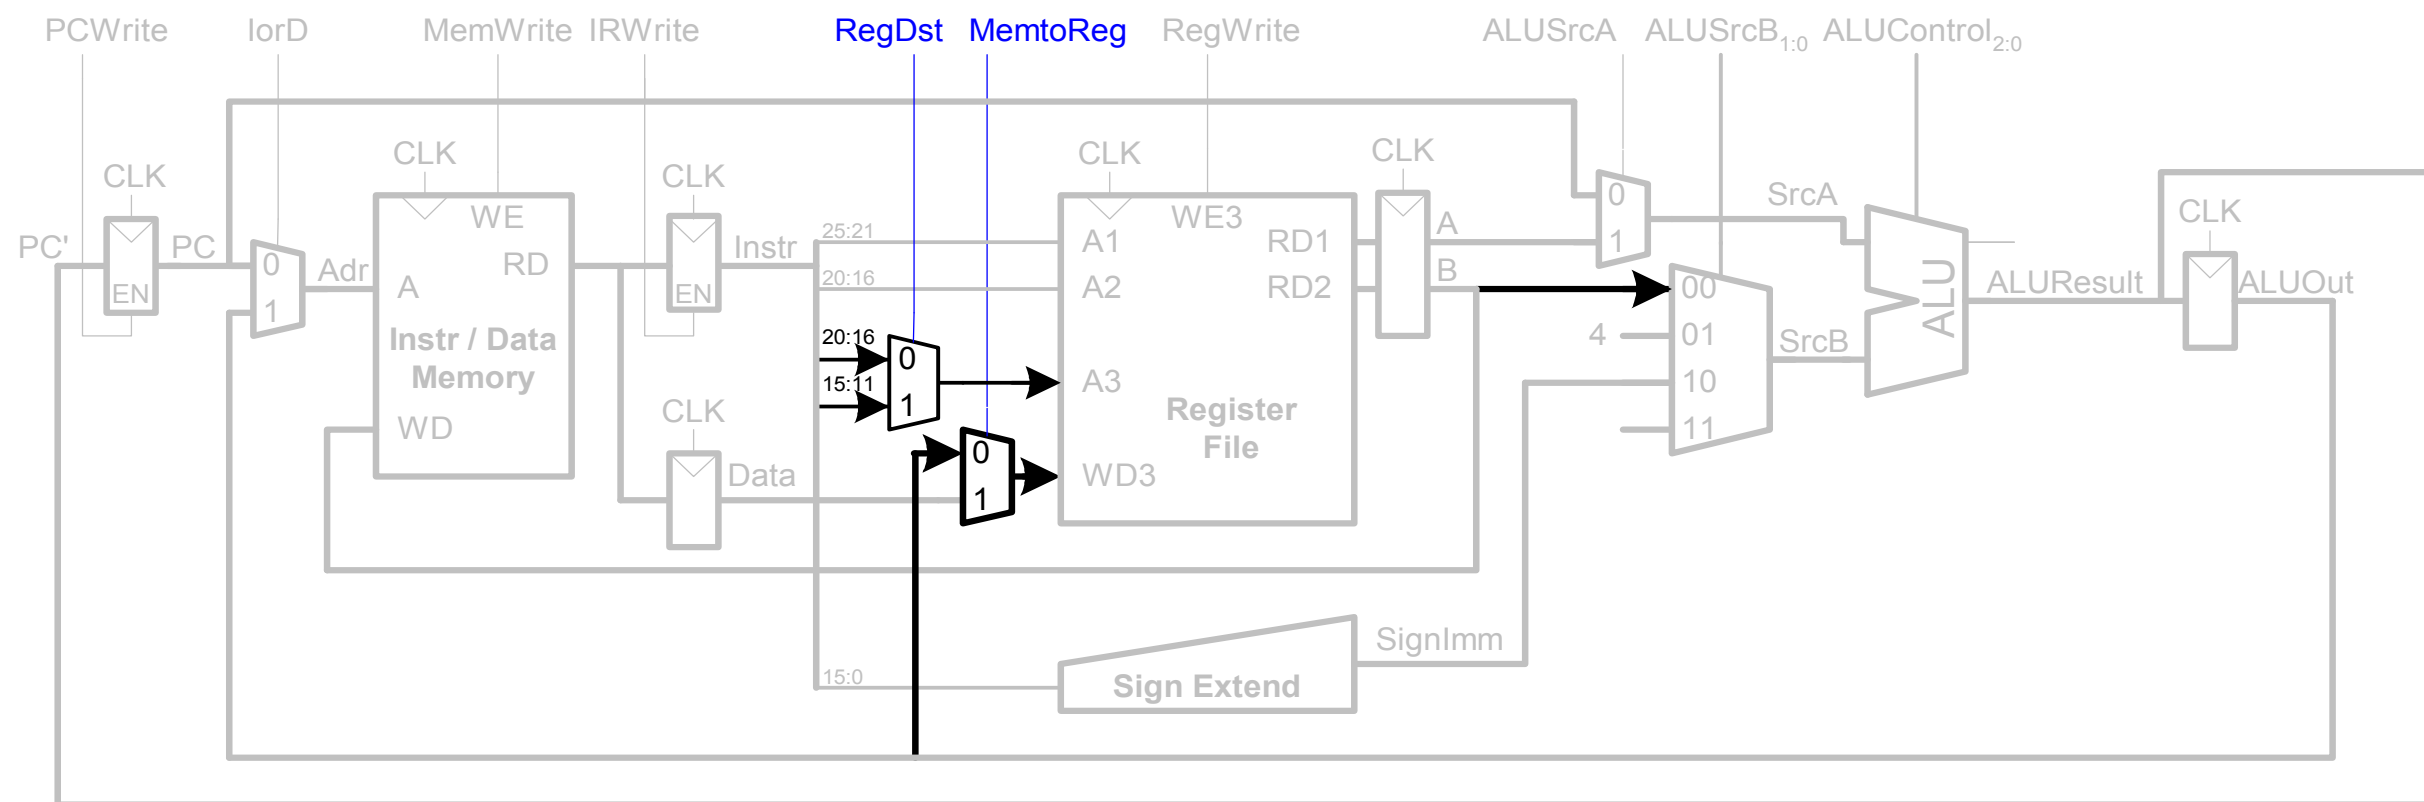 PCWrite IorD MemWrite IRWrite RegDst MemtoReg RegWrite ALUSrcA ALUSrcB1:0 ALUControl2:0
CLK CLK CLK CLK CLK CLK CLK
PC' PC EN
0 1 Adr
WE A RD
Instr / Data
Memory
WD
EN Instr
CLK Data
25:21
20:16
20:16
15:11
15:0
0 1
0 1
WE3
A1 RD1
A2 RD2
A3
Register
File
WD3
A
B
0 1
SrcA
00
4 01
10
11
SrcB
ALU
ALUResult ALUOut
SignImm
Sign Extend